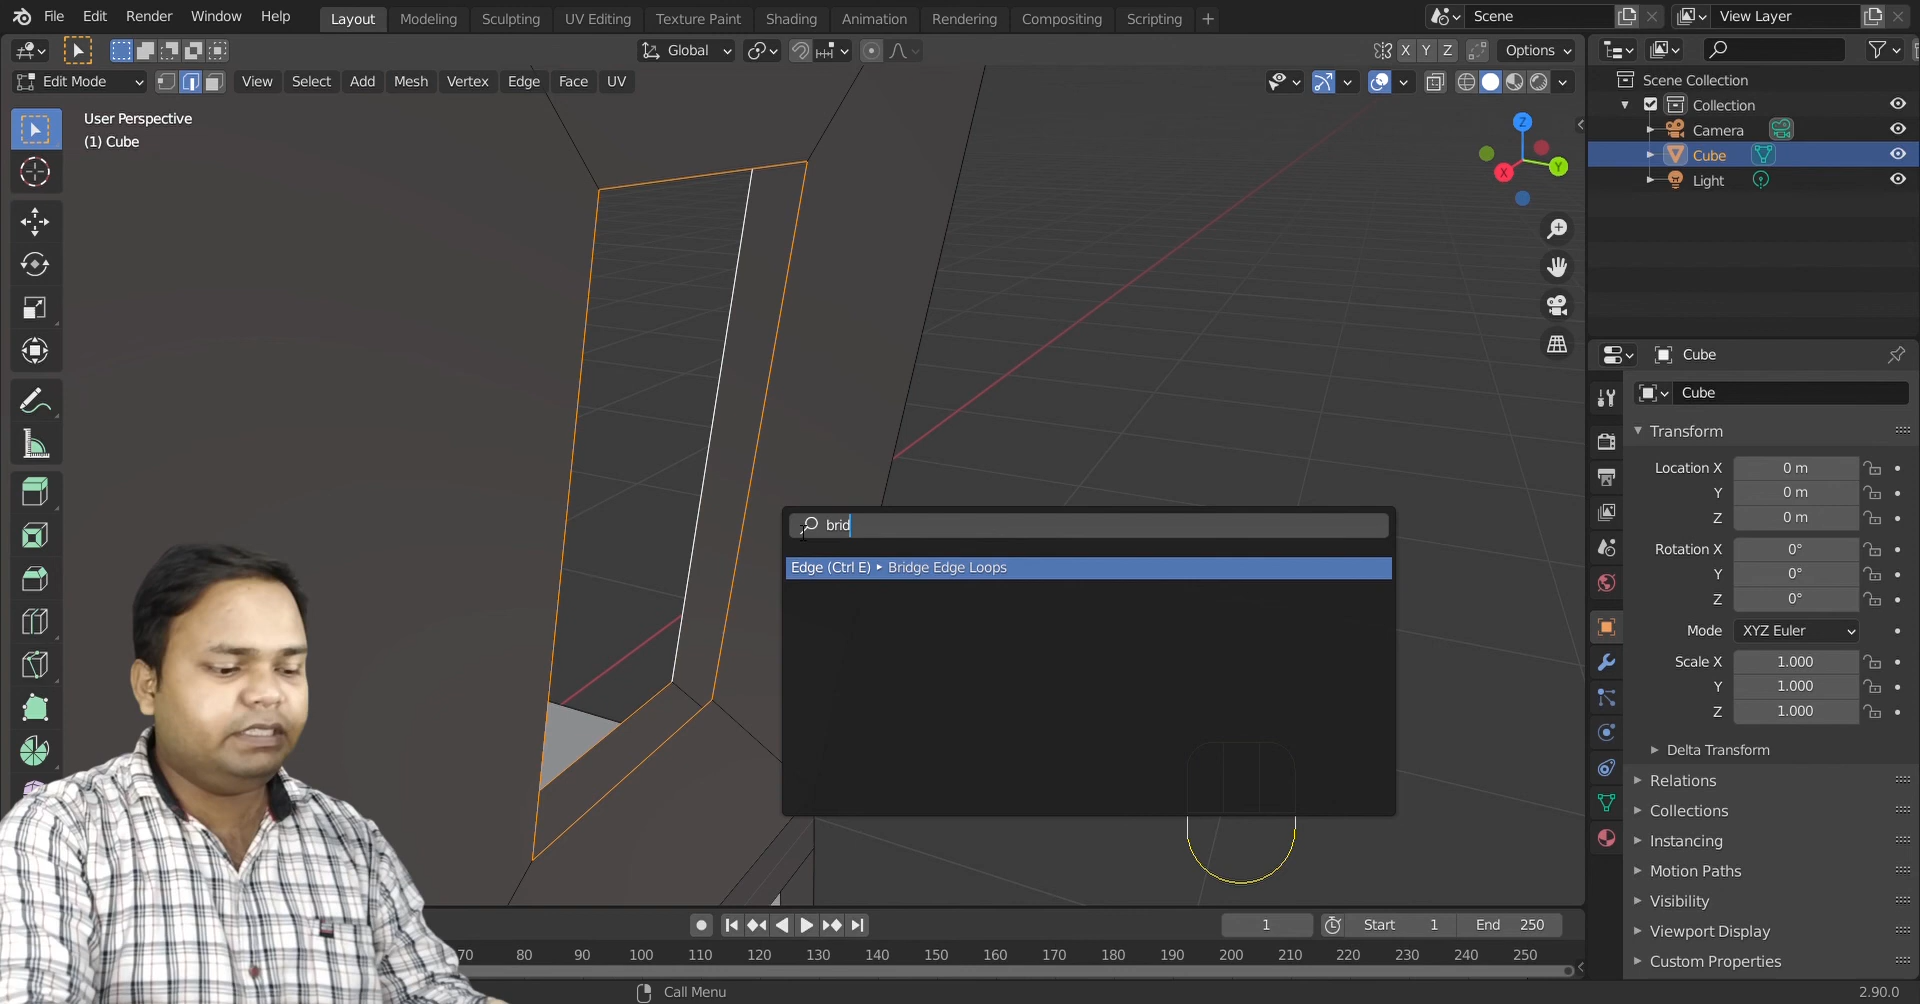 File Edit Render Window Help Layout Modeling Sculpting UV Editing Texture Paint Shading Animation Rendering Compositing Scripting + Scene View Layer
Global X Y Z Options
Edit Mode View Select Add Mesh Vertex Edge Face UV
User Perspective
(1) Cube
Z
Y
X
Scene Collection
Collection
Camera
Cube
Light
Cube
Cube
Transform
Location X 0 m
Y 0 m
Z 0 m
Rotation X 0°
Y 0°
Z 0°
Mode XYZ Euler
Scale X 1.000
Y 1.000
Z 1.000
Delta Transform
Relations
Collections
Instancing
Motion Paths
Visibility
Viewport Display
Custom Properties
brid
Edge (Ctrl E) ▸ Bridge Edge Loops
1 Start 1 End 250
70 80 90 100 110 120 130 140 150 160 170 180 190 200 210 220 230 240 250
Call Menu
2.90.0